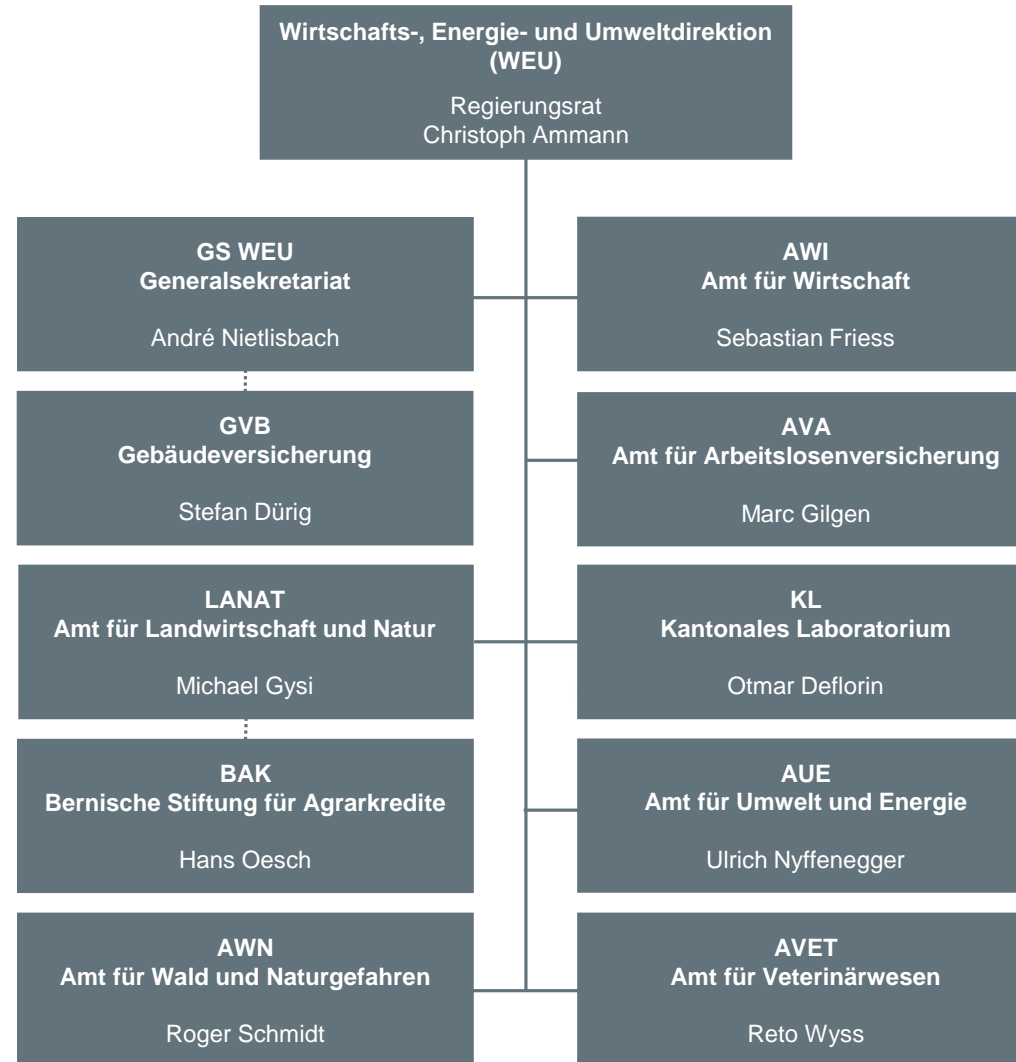 Wirtschafts-, Energie- und Umweltdirektion
(WEU)
Regierungsrat
Christoph Ammann
GS WEU
Generalsekretariat
André Nietlisbach
AWI
Amt für Wirtschaft
Sebastian Friess
GVB
Gebäudeversicherung
Stefan Dürig
AVA
Amt für Arbeitslosenversicherung
Marc Gilgen
LANAT
Amt für Landwirtschaft und Natur
Michael Gysi
KL
Kantonales Laboratorium
Otmar Deflorin
BAK
Bernische Stiftung für Agrarkredite
Hans Oesch
AUE
Amt für Umwelt und Energie
Ulrich Nyffenegger
AWN
Amt für Wald und Naturgefahren
Roger Schmidt
AVET
Amt für Veterinärwesen
Reto Wyss